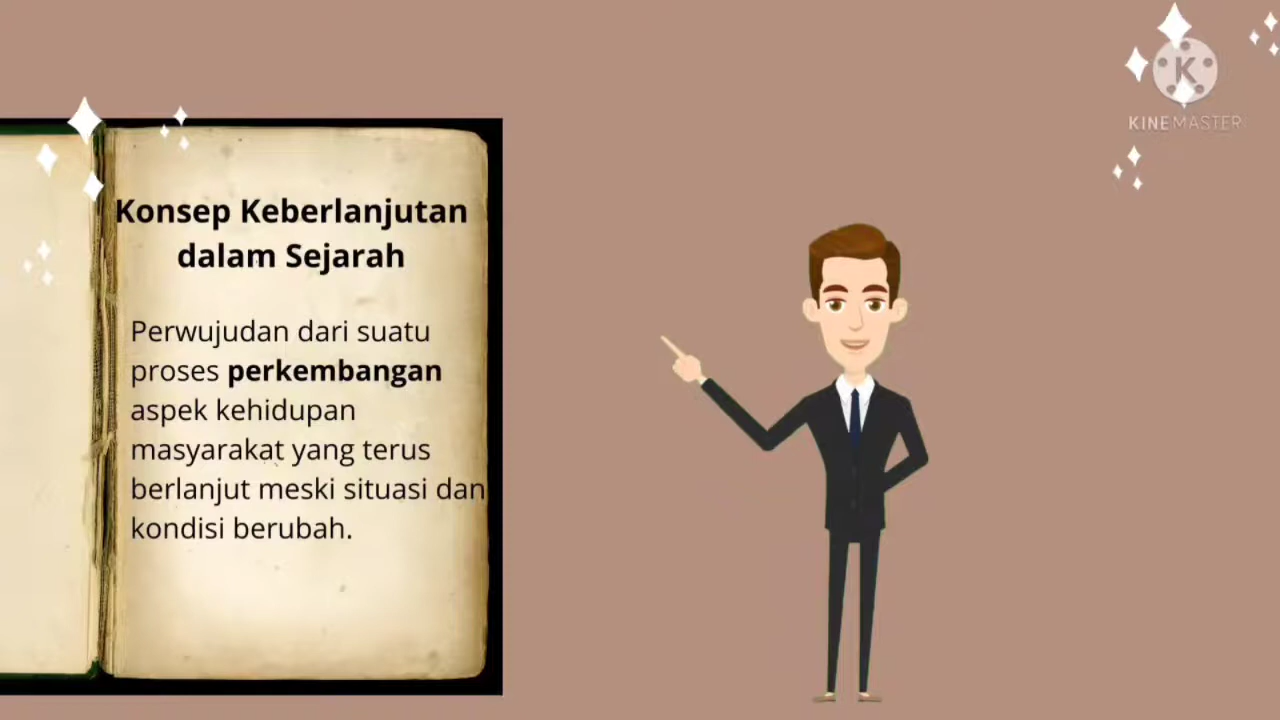 Konsep Keberlanjutan
dalam Sejarah
Perwujudan dari suatu
proses perkembangan
aspek kehidupan
masyarakat yang terus
berlanjut meski situasi dan
kondisi berubah.
K
KINEMASTER